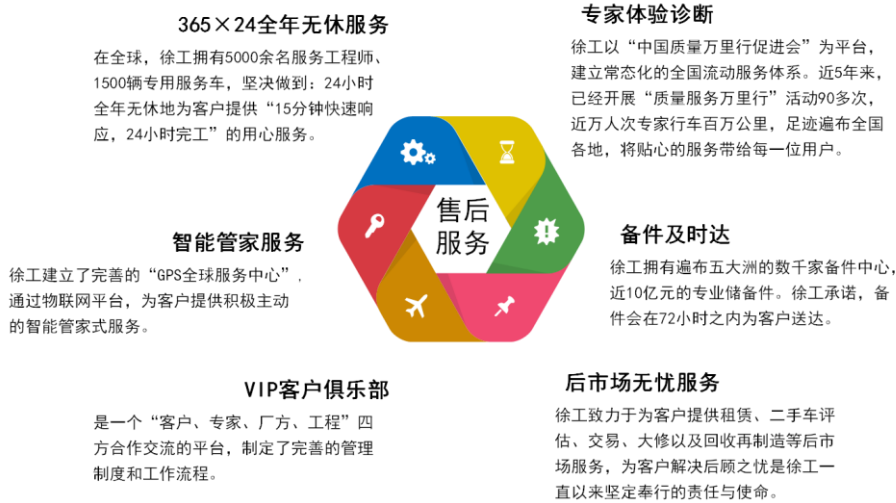 365×24全年无休服务
在全球，徐工拥有5000余名服务工程师、
1500辆专用服务车，坚决做到：24小时
全年无休地为客户提供“15分钟快速响
应，24小时完工”的用心服务。
专家体验诊断
徐工以“中国质量万里行促进会”为平台，
建立常态化的全国流动服务体系。近5年来，
已经开展“质量服务万里行”活动90多次，
近万人次专家行车百万公里，足迹遍布全国
各地，将贴心的服务带给每一位用户。
售后
服务
智能管家服务
徐工建立了完善的“GPS全球服务中心”，
通过物联网平台，为客户提供积极主动
的智能管家式服务。
备件及时达
徐工拥有遍布五大洲的数千家备件中心，
近10亿元的专业储备件。徐工承诺，备
件会在72小时之内为客户送达。
VIP客户俱乐部
是一个“客户、专家、厂方、工程”四
方合作交流的平台，制定了完善的管理
制度和工作流程。
后市场无忧服务
徐工致力于为客户提供租赁、二手车评
估、交易、大修以及回收再制造等后市
场服务，为客户解决后顾之忧是徐工一
直以来坚定奉行的责任与使命。